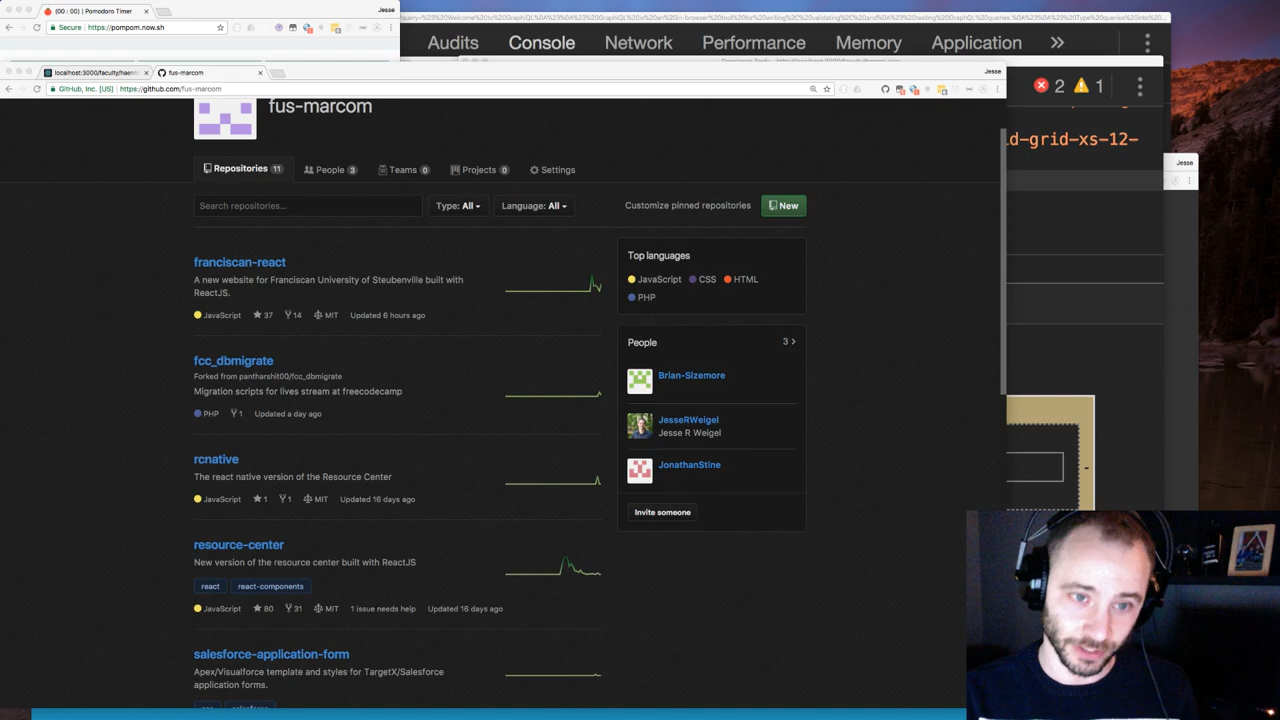 (00 : 00) | Pomodoro Timer
Jesse
Secure
https://pompom.now.sh
Audits
Console
Network
Performance
Memory
Application
localhost:3000/faculty/haen
fus-marcom
Jesse
GitHub, Inc. [US]
https://github.com/fus-marcom
2
1
fus-marcom
d-grid-xs-12-
Jesse
Repositories 11
People 3
Teams 0
Projects 0
Settings
Search repositories...
Type: All
Language: All
Customize pinned repositories
New
franciscan-react
A new website for Franciscan University of Steubenville built with
ReactJS.
JavaScript 37 14 MIT Updated 6 hours ago
fcc_dbmigrate
Forked from pantharshit00/fcc_dbmigrate
Migration scripts for lives stream at freecodecamp
PHP 1 Updated a day ago
rcnative
The react native version of the Resource Center
JavaScript 1 1 MIT Updated 16 days ago
resource-center
New version of the resource center built with ReactJS
react react-components
JavaScript 80 31 MIT 1 issue needs help Updated 16 days ago
salesforce-application-form
Apex/Visualforce template and styles for TargetX/Salesforce
application forms.
Top languages
JavaScript CSS HTML
PHP
People 3
Brian-Sizemore
JesseRWeigel
Jesse R Weigel
JonathanStine
Invite someone